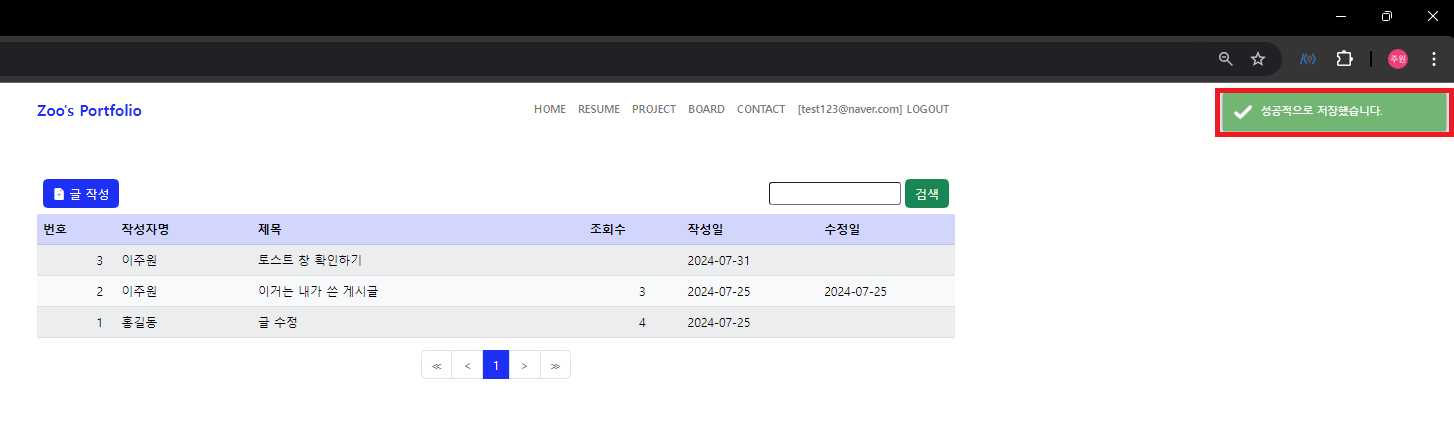 주원
Zoo's Portfolio
HOME RESUME PROJECT BOARD CONTACT [test123@naver.com] LOGOUT
성공적으로 저장했습니다.
글 작성
검색
번호 작성자명 제목 조회수 작성일 수정일
3 이주원 토스트 창 확인하기 2024-07-31
2 이주원 이거는 내가 쓴 게시글 3 2024-07-25 2024-07-25
1 홍길동 글 수정 4 2024-07-25
≪ < 1 > ≫